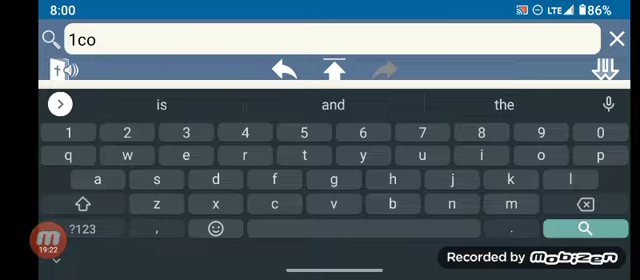 8:00 LTE 86%
1co
is and the
1 2 3 4 5 6 7 8 9 0
q w e r t y u i o p
a s d f g h j k l
z x c v b n m
?123 , .
19:22
Recorded by mobizen